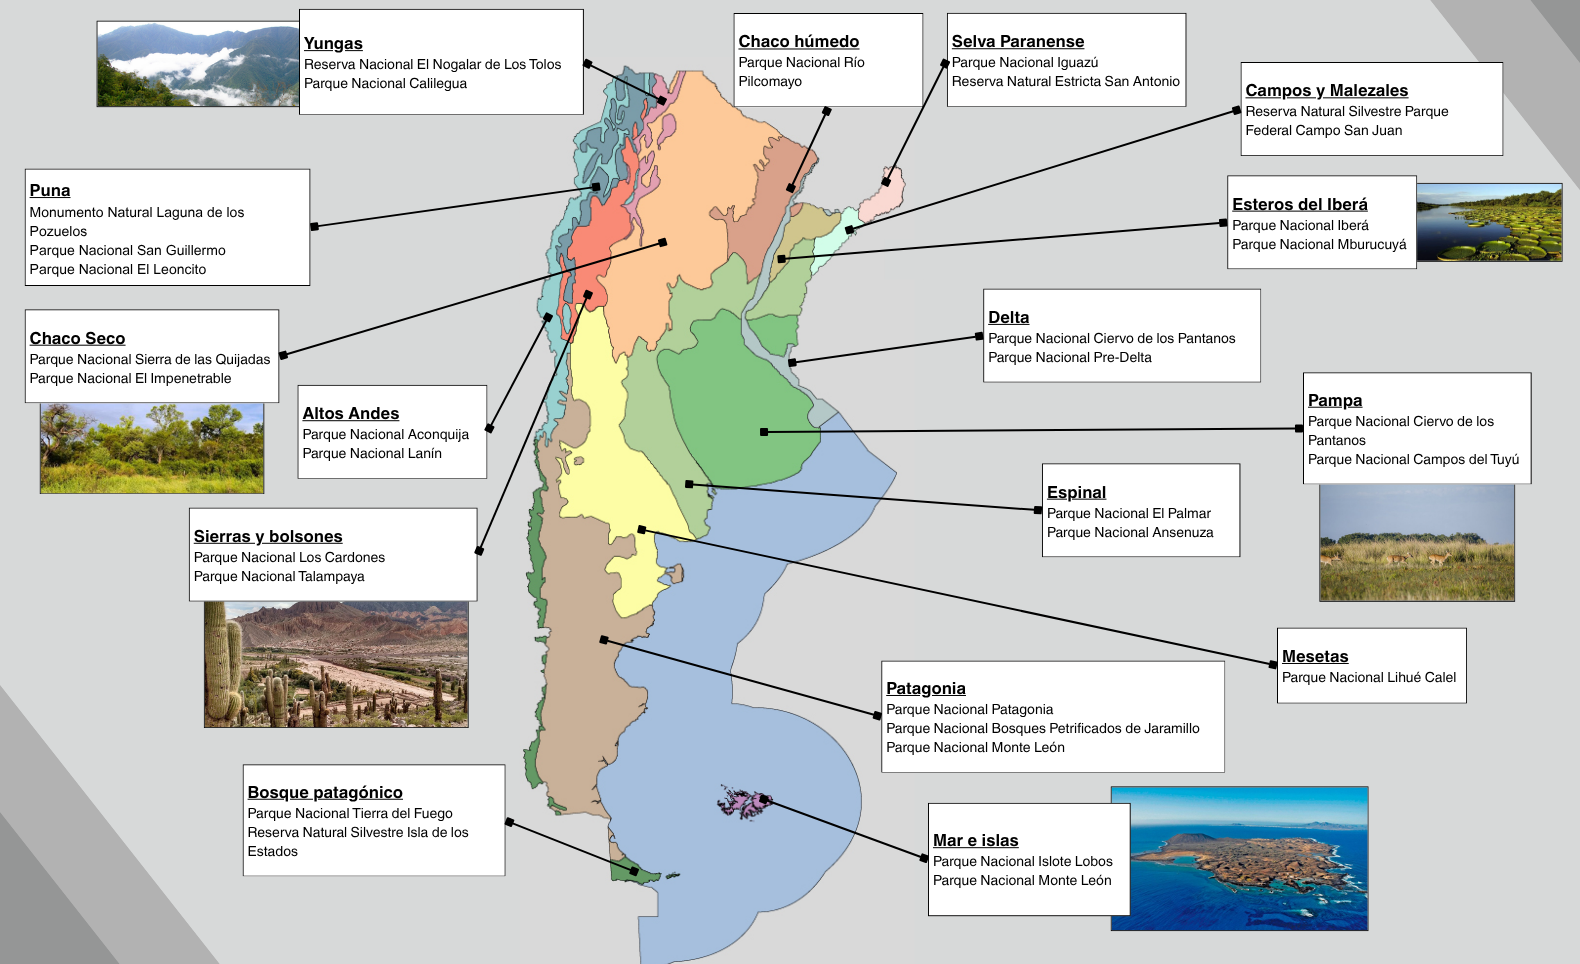 Yungas
Reserva Nacional El Nogalar de Los Tolos
Parque Nacional Calilegua
Chaco húmedo
Parque Nacional Río
Pilcomayo
Selva Paranense
Parque Nacional Iguazú
Reserva Natural Estricta San Antonio
Campos y Malezales
Reserva Natural Silvestre Parque
Federal Campo San Juan
Puna
Monumento Natural Laguna de los
Pozuelos
Parque Nacional San Guillermo
Parque Nacional El Leoncito
Esteros del Iberá
Parque Nacional Iberá
Parque Nacional Mburucuyá
Chaco Seco
Parque Nacional Sierra de las Quijadas
Parque Nacional El Impenetrable
Delta
Parque Nacional Ciervo de los Pantanos
Parque Nacional Pre-Delta
Altos Andes
Parque Nacional Aconquija
Parque Nacional Lanín
Pampa
Parque Nacional Ciervo de los
Pantanos
Parque Nacional Campos del Tuyú
Espinal
Parque Nacional El Palmar
Parque Nacional Ansenuza
Sierras y bolsones
Parque Nacional Los Cardones
Parque Nacional Talampaya
Mesetas
Parque Nacional Lihué Calel
Patagonia
Parque Nacional Patagonia
Parque Nacional Bosques Petrificados de Jaramillo
Parque Nacional Monte León
Bosque patagónico
Parque Nacional Tierra del Fuego
Reserva Natural Silvestre Isla de los
Estados
Mar e islas
Parque Nacional Islote Lobos
Parque Nacional Monte León